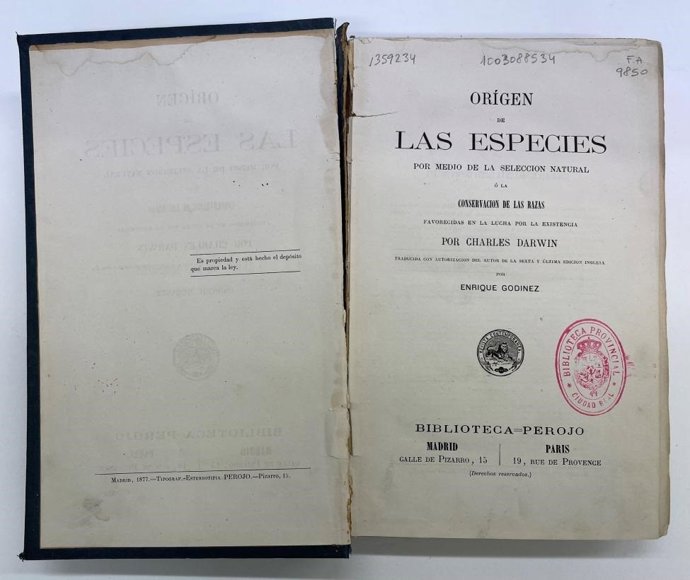 Es propiedad y está hecho el depósito
que marca la ley.
Madrid, 1877.—Tipograf.-Estereotipia PEROJO.—Pizarro, 15.
1359234 1003088534 F.A.
9850
ORÍGEN
DE
LAS ESPECIES
POR MEDIO DE LA SELECCION NATURAL
Ó LA
CONSERVACION DE LAS RAZAS
FAVORECIDAS EN LA LUCHA POR LA EXISTENCIA
POR CHARLES DARWIN
TRADUCIDA CON AUTORIZACION DEL AUTOR DE LA SEXTA Y ÚLTIMA EDICION INGLESA
POR
ENRIQUE GODINEZ
BIBLIOTECA PROVINCIAL
CIUDAD REAL
BIBLIOTECA=PEROJO
MADRID PARIS
CALLE DE PIZARRO, 15 19, RUE DE PROVENCE
(Derechos reservados.)